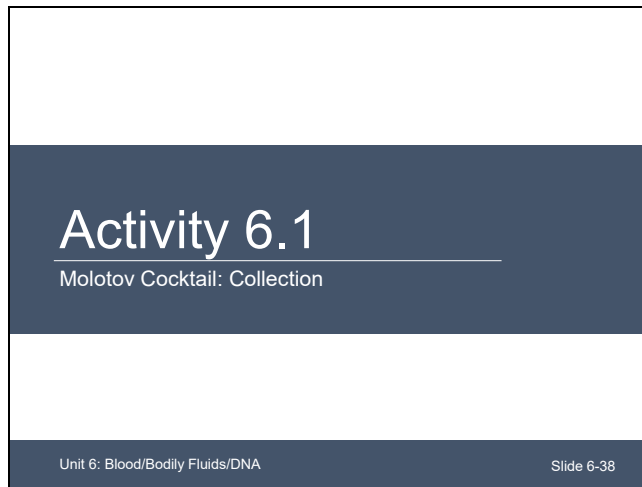 Activity 6.1
Molotov Cocktail: Collection
Unit 6: Blood/Bodily Fluids/DNA
Slide 6-38